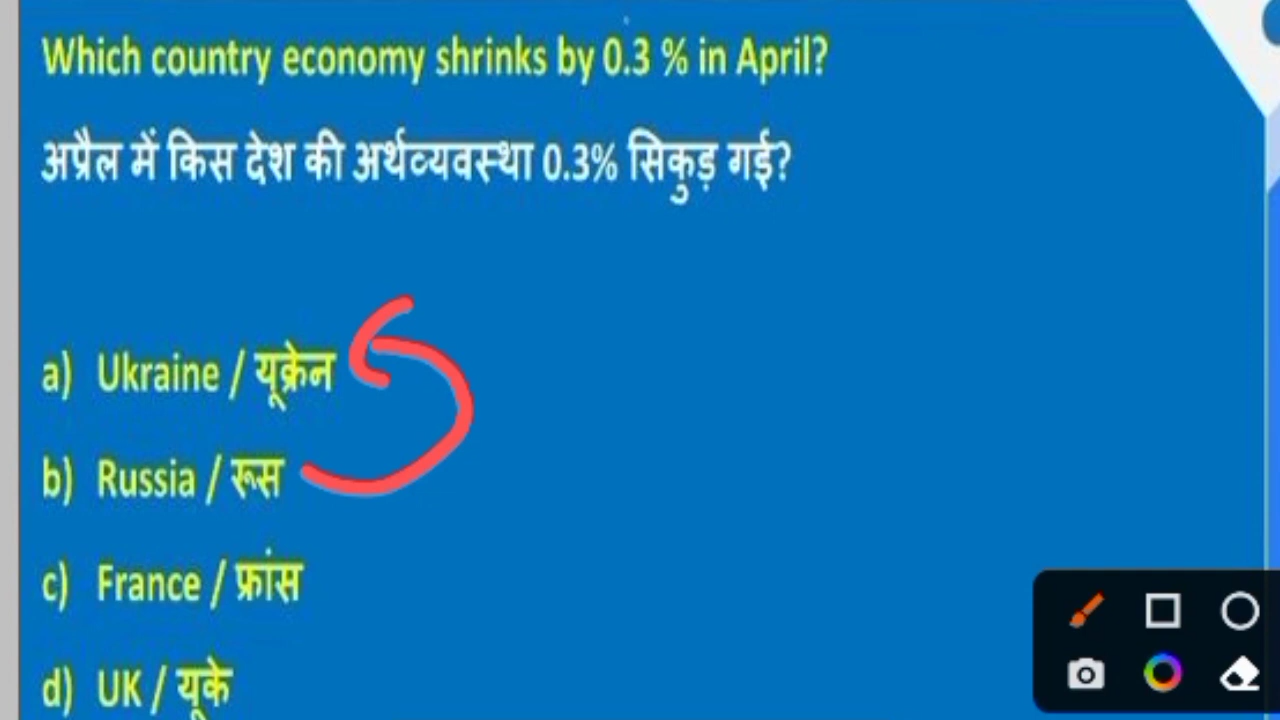 Which country economy shrinks by 0.3 % in April?
अप्रैल में किस देश की अर्थव्यवस्था 0.3% सिकुड़ गई?
a) Ukraine / यूक्रेन
b) Russia / रूस
c) France / फ्रांस
d) UK / यूके